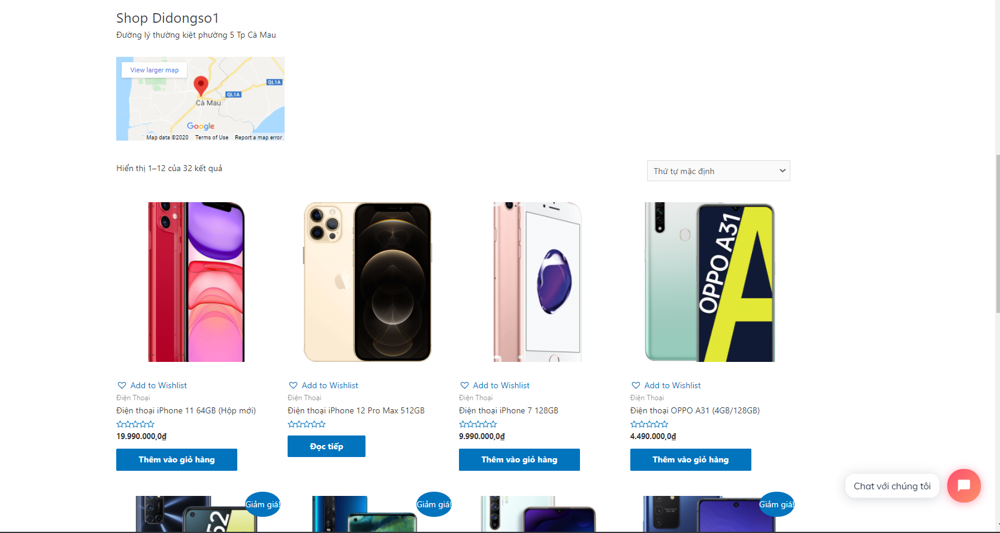 Shop Didongso1
Đường lý thường kiệt phường 5 Tp Cà Mau
View larger map
QL1A
QL1A
Cà Mau
Google
Map data ©2020 Terms of Use Report a map error
Hiển thị 1–12 của 32 kết quả
Thứ tự mặc định
OPPO A31
A
Add to Wishlist
Điện Thoại
Điện thoại iPhone 11 64GB (Hộp mới)
19.990.000,0₫
Thêm vào giỏ hàng
Add to Wishlist
Điện Thoại
Điện thoại iPhone 12 Pro Max 512GB
Đọc tiếp
Add to Wishlist
Điện Thoại
Điện thoại iPhone 7 128GB
9.990.000,0₫
Thêm vào giỏ hàng
Add to Wishlist
Điện Thoại
Điện thoại OPPO A31 (4GB/128GB)
4.490.000,0₫
Thêm vào giỏ hàng
Chat với chúng tôi
Giảm giá!
Giảm giá!
Giảm giá!
52